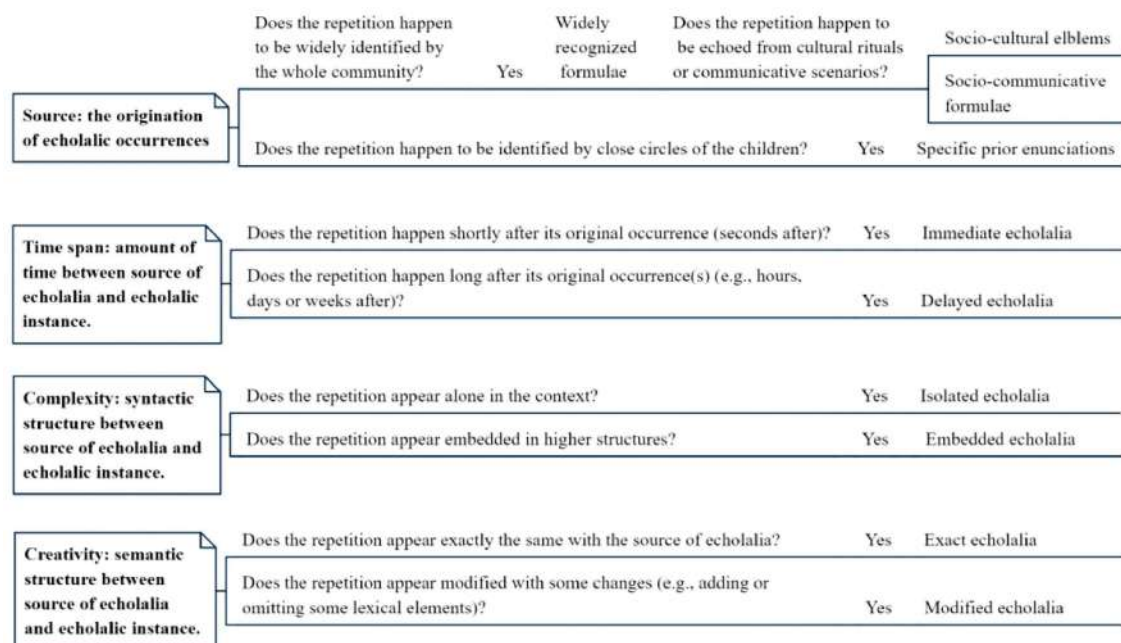 Does the repetition happen
to be widely identified by
the whole community?
Yes
Widely
recognized
formulae
Does the repetition happen to
be echoed from cultural rituals
or communicative scenarios?
Socio-cultural elblems
Socio-communicative
formulae
Source: the origination
of echolalic occurrences
Does the repetition happen to be identified by close circles of the children? Yes Specific prior enunciations
Time span: amount of
time between source of
echolalia and echolalic
instance.
Does the repetition happen shortly after its original occurrence (seconds after)? Yes Immediate echolalia
Does the repetition happen long after its original occurrence(s) (e.g., hours,
days or weeks after)? Yes Delayed echolalia
Complexity: syntactic
structure between
source of echolalia and
echolalic instance.
Does the repetition appear alone in the context? Yes Isolated echolalia
Does the repetition appear embedded in higher structures? Yes Embedded echolalia
Creativity: semantic
structure between
source of echolalia
and echolalic instance.
Does the repetition appear exactly the same with the source of echolalia? Yes Exact echolalia
Does the repetition appear modified with some changes (e.g., adding or
omitting some lexical elements)? Yes Modified echolalia